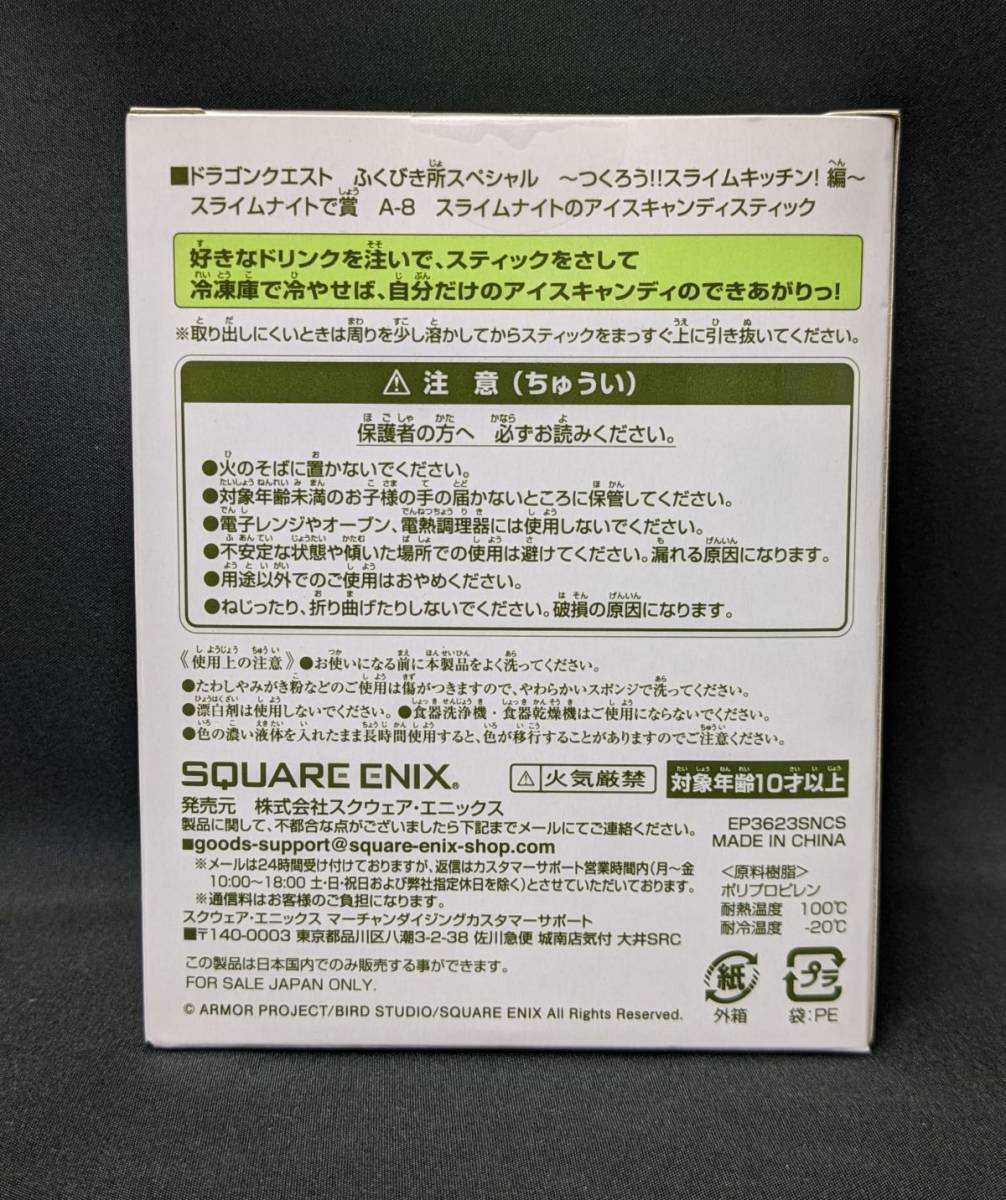 ■ドラゴンクエスト　ふくびき所スペシャル　～つくろう!!スライムキッチン! 編～
スライムナイトで賞　A-8　スライムナイトのアイスキャンディスティック
好きなドリンクを注いで、スティックをさして
冷凍庫で冷やせば、自分だけのアイスキャンディのできあがりっ!
※取り出しにくいときは周りを少し溶かしてからスティックをまっすぐ上に引き抜いてください。
⚠ 注 意（ちゅうい）
保護者の方へ　必ずお読みください。
●火のそばに置かないでください。
●対象年齢未満のお子様の手の届かないところに保管してください。
●電子レンジやオーブン、電熱調理器には使用しないでください。
●不安定な状態や傾いた場所での使用は避けてください。漏れる原因になります。
●用途以外でのご使用はおやめください。
●ねじったり、折り曲げたりしないでください。破損の原因になります。
《使用上の注意》●お使いになる前に本製品をよく洗ってください。
●たわしやみがき粉などのご使用は傷がつきますので、やわらかいスポンジで洗ってください。
●漂白剤は使用しないでください。●食器洗浄機・食器乾燥機はご使用にならないでください。
●色の濃い液体を入れたまま長時間使用すると、色が移行することがありますのでご注意ください。
SQUARE ENIX®
⚠火気厳禁
対象年齢10才以上
発売元　株式会社スクウェア・エニックス
製品に関して、不都合な点がございましたら下記までメールにてご連絡ください。
■goods-support@square-enix-shop.com
※メールは24時間受け付けておりますが、返信はカスタマーサポート営業時間内（月～金
10:00～18:00 土・日・祝日および弊社指定休日を除く）とさせていただいております。
※通信料はお客様のご負担になります。
スクウェア・エニックス マーチャンダイジングカスタマーサポート
■〒140-0003 東京都品川区八潮3-2-38 佐川急便 城南店気付 大井SRC
EP3623SNCS
MADE IN CHINA
＜原料樹脂＞
ポリプロピレン
耐熱温度　100℃
耐冷温度　-20℃
この製品は日本国内でのみ販売する事ができます。
FOR SALE JAPAN ONLY.
© ARMOR PROJECT/BIRD STUDIO/SQUARE ENIX All Rights Reserved.
紙
外箱
プラ
袋:PE